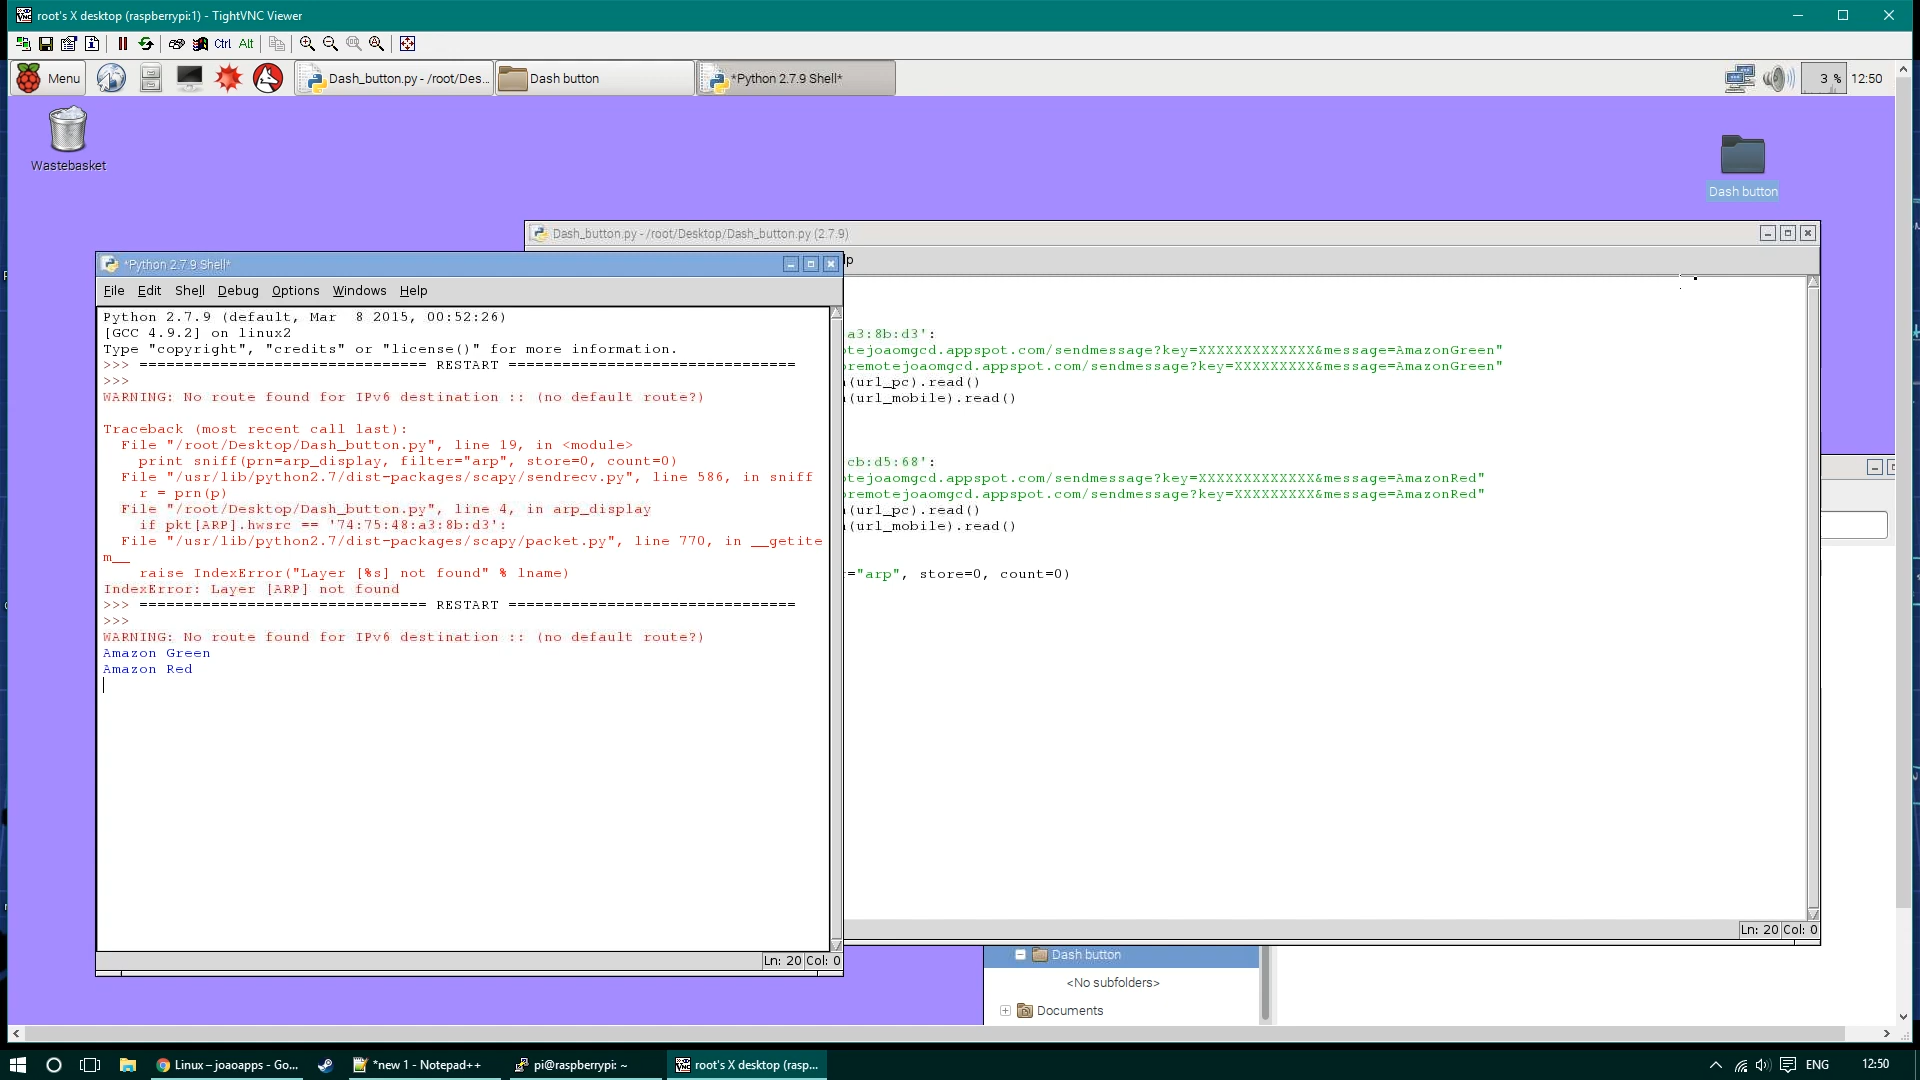 root's X desktop (raspberrypi:1) - TightVNC Viewer
Ctrl Alt
Menu
Dash_button.py - /root/Des...
Dash button
*Python 2.7.9 Shell*
3 %
12:50
Wastebasket
Dash button
Dash_button.py - /root/Desktop/Dash_button.py (2.7.9)
lp
a3:8b:d3':
otejoaomgcd.appspot.com/sendmessage?key=XXXXXXXXXXXXX&message=AmazonGreen"
oremotejoaomgcd.appspot.com/sendmessage?key=XXXXXXXXX&message=AmazonGreen"
(url_pc).read()
(url_mobile).read()
cb:d5:68':
otejoaomgcd.appspot.com/sendmessage?key=XXXXXXXXXXXXX&message=AmazonRed"
oremotejoaomgcd.appspot.com/sendmessage?key=XXXXXXXXX&message=AmazonRed"
(url_pc).read()
(url_mobile).read()
="arp", store=0, count=0)
Ln: 20 Col: 0
*Python 2.7.9 Shell*
File Edit Shell Debug Options Windows Help
Python 2.7.9 (default, Mar  8 2015, 00:52:26)
[GCC 4.9.2] on linux2
Type "copyright", "credits" or "license()" for more information.
>>> ================================ RESTART ================================
>>>
WARNING: No route found for IPv6 destination :: (no default route?)
Traceback (most recent call last):
  File "/root/Desktop/Dash_button.py", line 19, in <module>
    print sniff(prn=arp_display, filter="arp", store=0, count=0)
  File "/usr/lib/python2.7/dist-packages/scapy/sendrecv.py", line 586, in sniff
    r = prn(p)
  File "/root/Desktop/Dash_button.py", line 4, in arp_display
    if pkt[ARP].hwsrc == '74:75:48:a3:8b:d3':
  File "/usr/lib/python2.7/dist-packages/scapy/packet.py", line 770, in __getite
m__
    raise IndexError("Layer [%s] not found" % lname)
IndexError: Layer [ARP] not found
>>> ================================ RESTART ================================
>>>
WARNING: No route found for IPv6 destination :: (no default route?)
Amazon Green
Amazon Red
Ln: 20 Col: 0
Dash button
<No subfolders>
Documents
Linux – joaoapps - Go...
*new 1 - Notepad++
pi@raspberrypi: ~
root's X desktop (rasp...
ENG
12:50